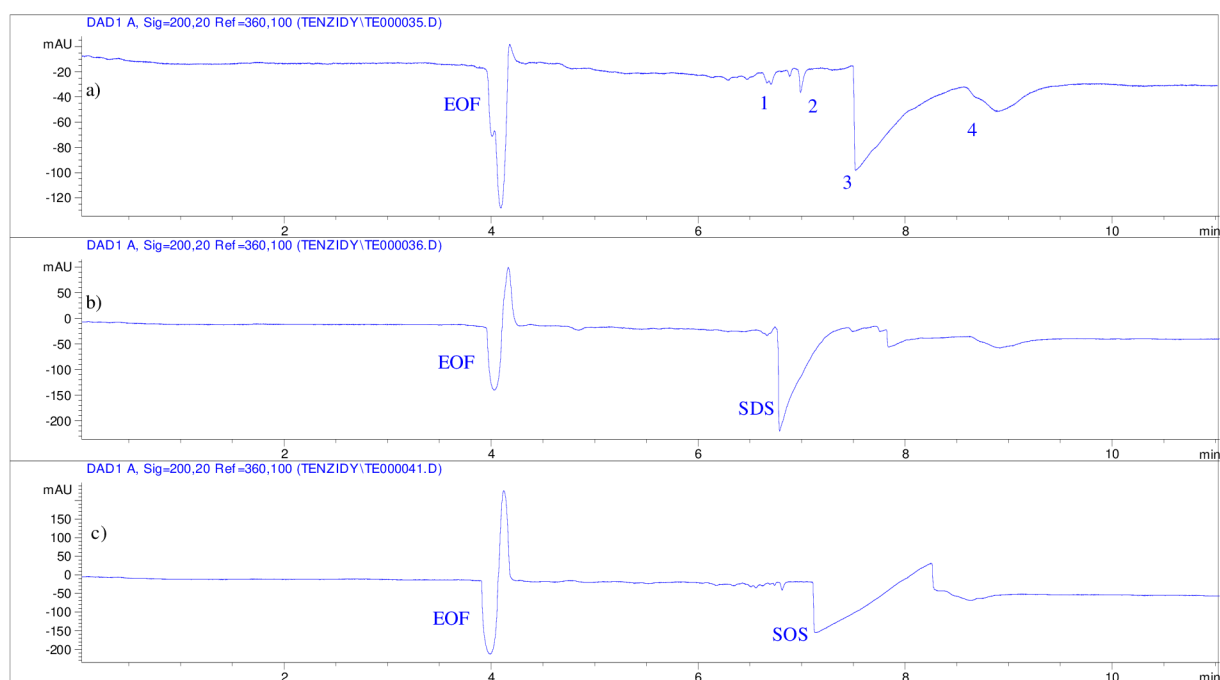 DAD1 A, Sig=200,20 Ref=360,100 (TENZIDY\TE000035.D)
mAU
a)
-20
-40
-60
-80
-100
-120
EOF
1
2
3
4
2 4 6 8 10 min
DAD1 A, Sig=200,20 Ref=360,100 (TENZIDY\TE000036.D)
mAU
b)
50
0
-50
-100
-150
-200
EOF
SDS
2 4 6 8 10 min
DAD1 A, Sig=200,20 Ref=360,100 (TENZIDY\TE000041.D)
mAU
c)
150
100
50
0
-50
-100
-150
-200
EOF
SOS
2 4 6 8 10 min